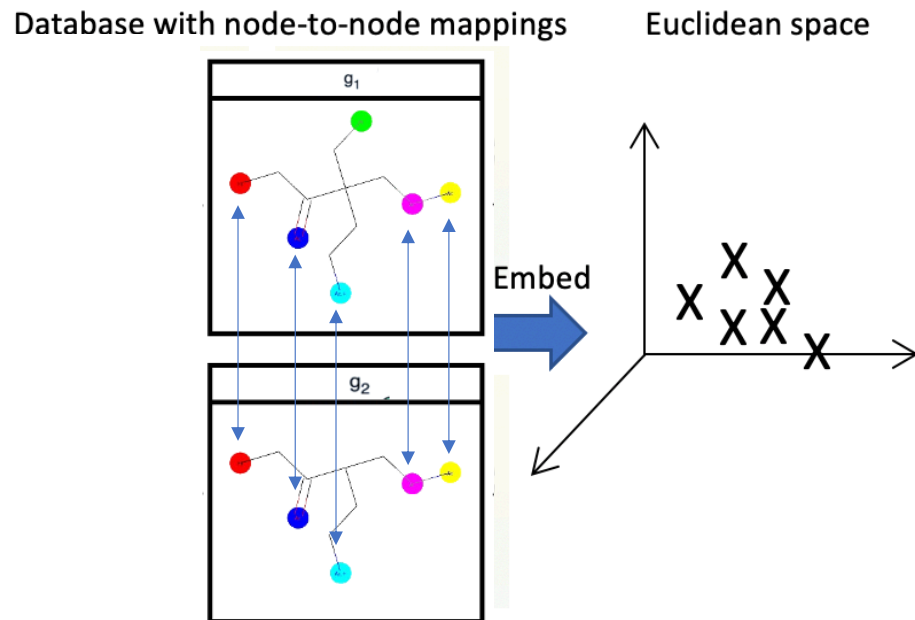 Database with node-to-node mappings
Euclidean space
g1
Embed
g2
X
X
X
X
X
X